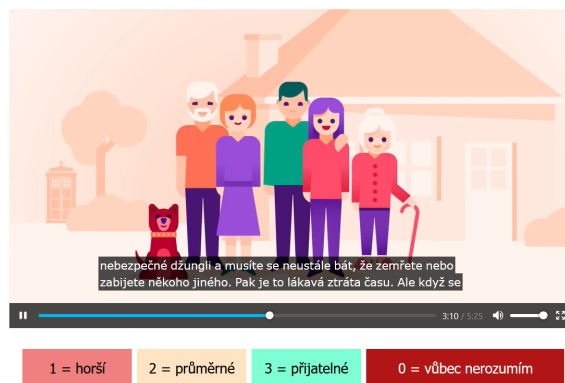 nebezpečné džungli a musíte se neustále bát, že zemřete nebo
zabijete někoho jiného. Pak je to lákavá ztráta času. Ale když se
3:10 / 5:25
1 = horší
2 = průměrné
3 = přijatelné
0 = vůbec nerozumím